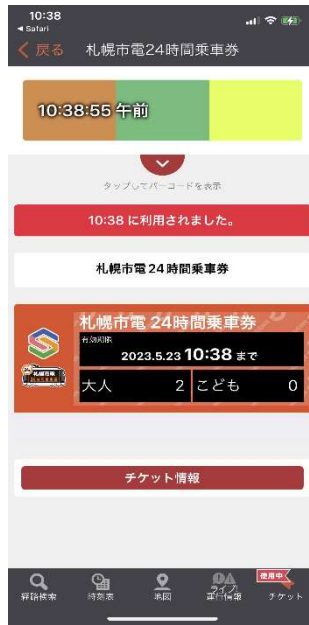 10:38
◀ Safari
戻る 札幌市電24時間乗車券
10:38:55 午前
タップしてバーコードを表示
10:38 に利用されました。
札幌市電24時間乗車券
札幌市電 24時間乗車券
有効期限
2023.5.23 10:38 まで
大人 2 こども 0
チケット情報
使用中
経路検索 時刻表 地図 運行情報 チケット